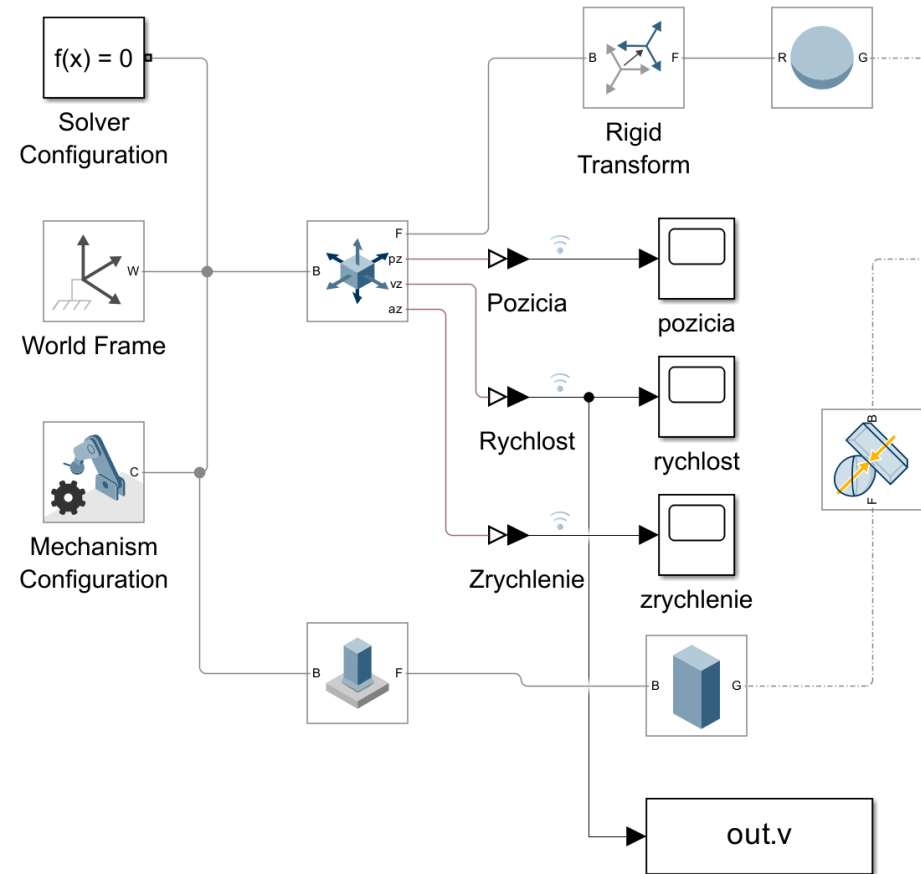 f(x) = 0
Solver
Configuration
B
F
Rigid
Transform
R
G
W
World Frame
B
F
pz
vz
az
Pozicia
pozicia
Rychlost
rychlost
C
Mechanism
Configuration
Zrychlenie
zrychlenie
B
F
B
F
B
G
out.v